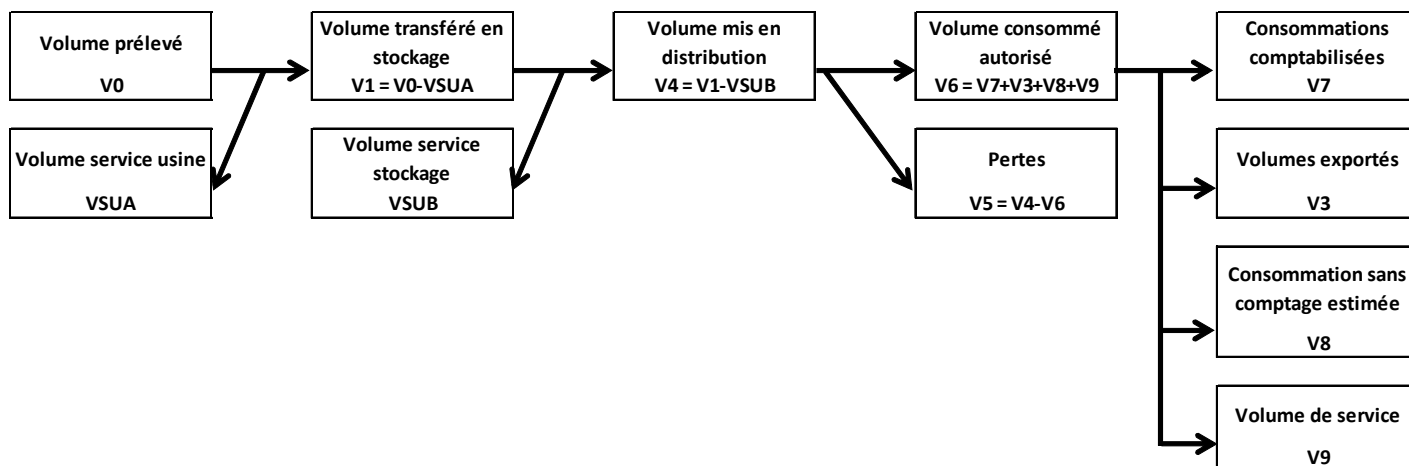 Volume prélevé
V0
Volume transféré en
stockage
V1 = V0-VSUA
Volume mis en
distribution
V4 = V1-VSUB
Volume consommé
autorisé
V6 = V7+V3+V8+V9
Consommations
comptabilisées
V7
Volume service usine
VSUA
Volume service
stockage
VSUB
Pertes
V5 = V4-V6
Volumes exportés
V3
Consommation sans
comptage estimée
V8
Volume de service
V9